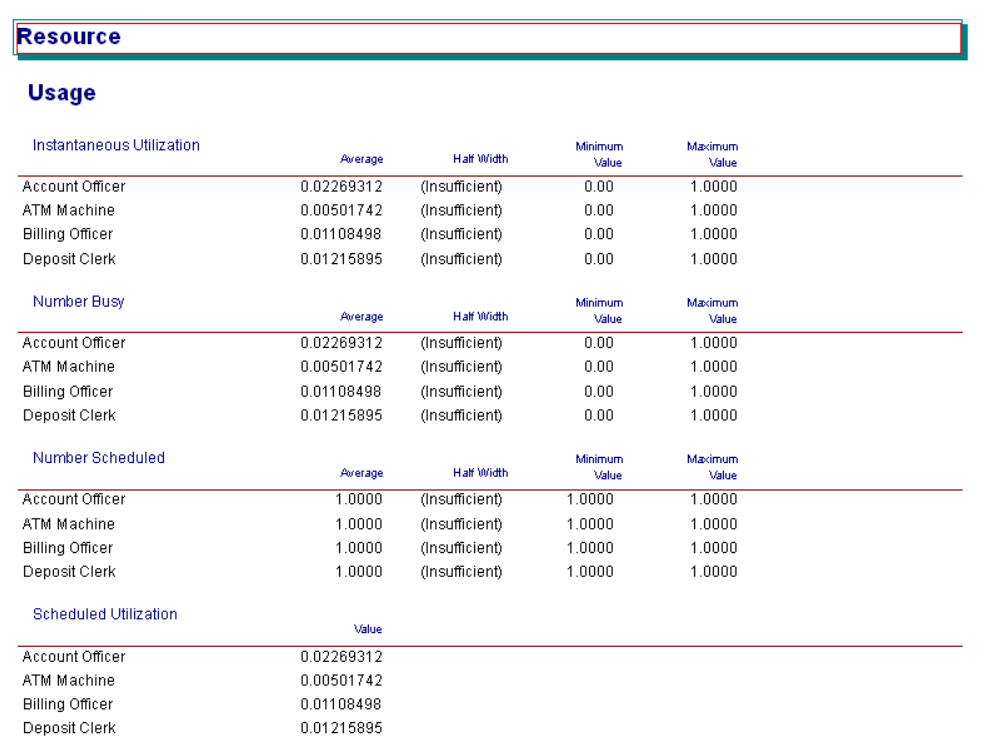 Resource
Usage
Instantaneous Utilization Average Half Width Minimum Value Maximum Value
Account Officer 0.02269312 (Insufficient) 0.00 1.0000
ATM Machine 0.00501742 (Insufficient) 0.00 1.0000
Billing Officer 0.01108498 (Insufficient) 0.00 1.0000
Deposit Clerk 0.01215895 (Insufficient) 0.00 1.0000
Number Busy Average Half Width Minimum Value Maximum Value
Account Officer 0.02269312 (Insufficient) 0.00 1.0000
ATM Machine 0.00501742 (Insufficient) 0.00 1.0000
Billing Officer 0.01108498 (Insufficient) 0.00 1.0000
Deposit Clerk 0.01215895 (Insufficient) 0.00 1.0000
Number Scheduled Average Half Width Minimum Value Maximum Value
Account Officer 1.0000 (Insufficient) 1.0000 1.0000
ATM Machine 1.0000 (Insufficient) 1.0000 1.0000
Billing Officer 1.0000 (Insufficient) 1.0000 1.0000
Deposit Clerk 1.0000 (Insufficient) 1.0000 1.0000
Scheduled Utilization Value
Account Officer 0.02269312
ATM Machine 0.00501742
Billing Officer 0.01108498
Deposit Clerk 0.01215895